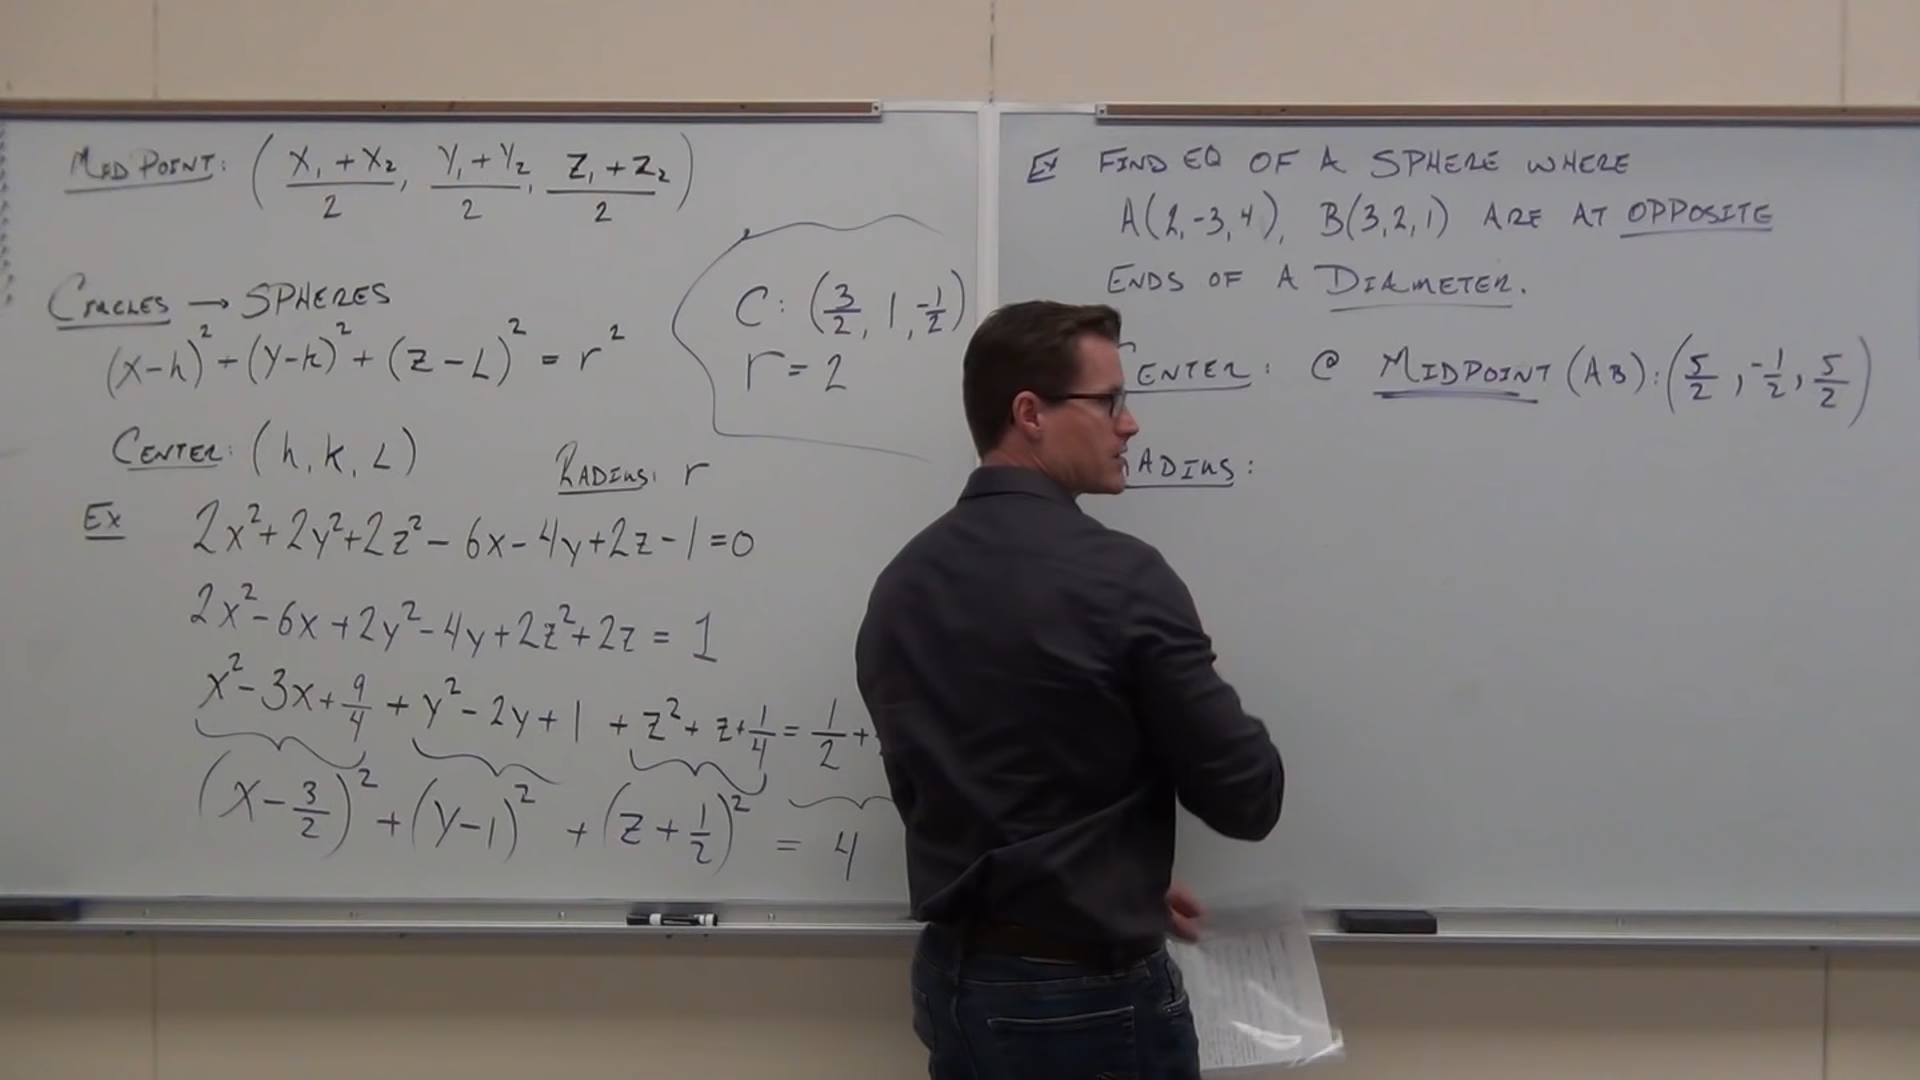 MIDPOINT: ( X₁ + X₂ / 2 , Y₁ + Y₂ / 2 , Z₁ + Z₂ / 2 )
CIRCLES → SPHERES
(X-h)² + (Y-k)² + (Z-L)² = r²
CENTER: (h, k, L)
RADIUS: r
C: (3/2, 1, -1/2)
r = 2
EX 2x² + 2y² + 2z² - 6x - 4y + 2z - 1 = 0
2x² - 6x + 2y² - 4y + 2z² + 2z = 1
x² - 3x + 9/4 + y² - 2y + 1 + z² + z + 1/4 = 1/2 +
(X - 3/2)² + (Y - 1)² + (Z + 1/2)² = 4
EX FIND EQ OF A SPHERE WHERE
A(2, -3, 4), B(3, 2, 1) ARE AT OPPOSITE
ENDS OF A DIAMETER.
CENTER: @ MIDPOINT (AB): (5/2, -1/2, 5/2)
RADIUS: